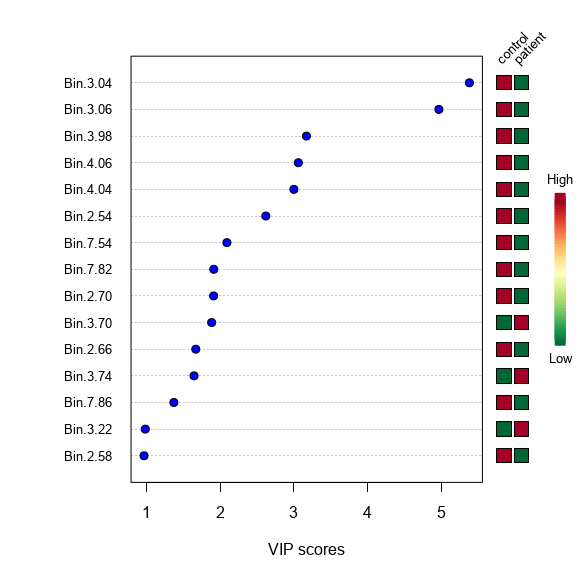 control
patient
Bin.3.04
Bin.3.06
Bin.3.98
Bin.4.06
Bin.4.04
Bin.2.54
Bin.7.54
Bin.7.82
Bin.2.70
Bin.3.70
Bin.2.66
Bin.3.74
Bin.7.86
Bin.3.22
Bin.2.58
High
Low
1 2 3 4 5
VIP scores